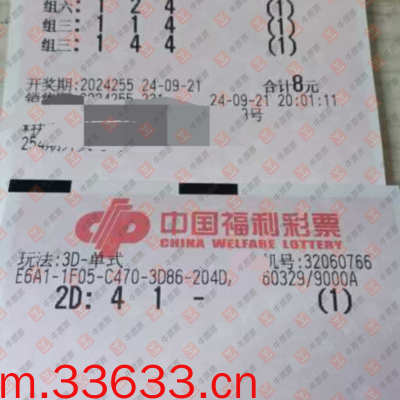 组六: 1 2 4 (1)
组三: 1 1 4 (1)
组三: 1 4 4 (1)
开奖期:2024255 24-09-21 合计8元
24-09-21 20:01:11
号
中国福利彩票
CHINA WELFARE LOTTERY
玩法:3D-单式 机号:32060766
E6A1-1F05-C470-3D86-204D, 60329/9000A
2D: 4 1 - (1)
m.33633.cn